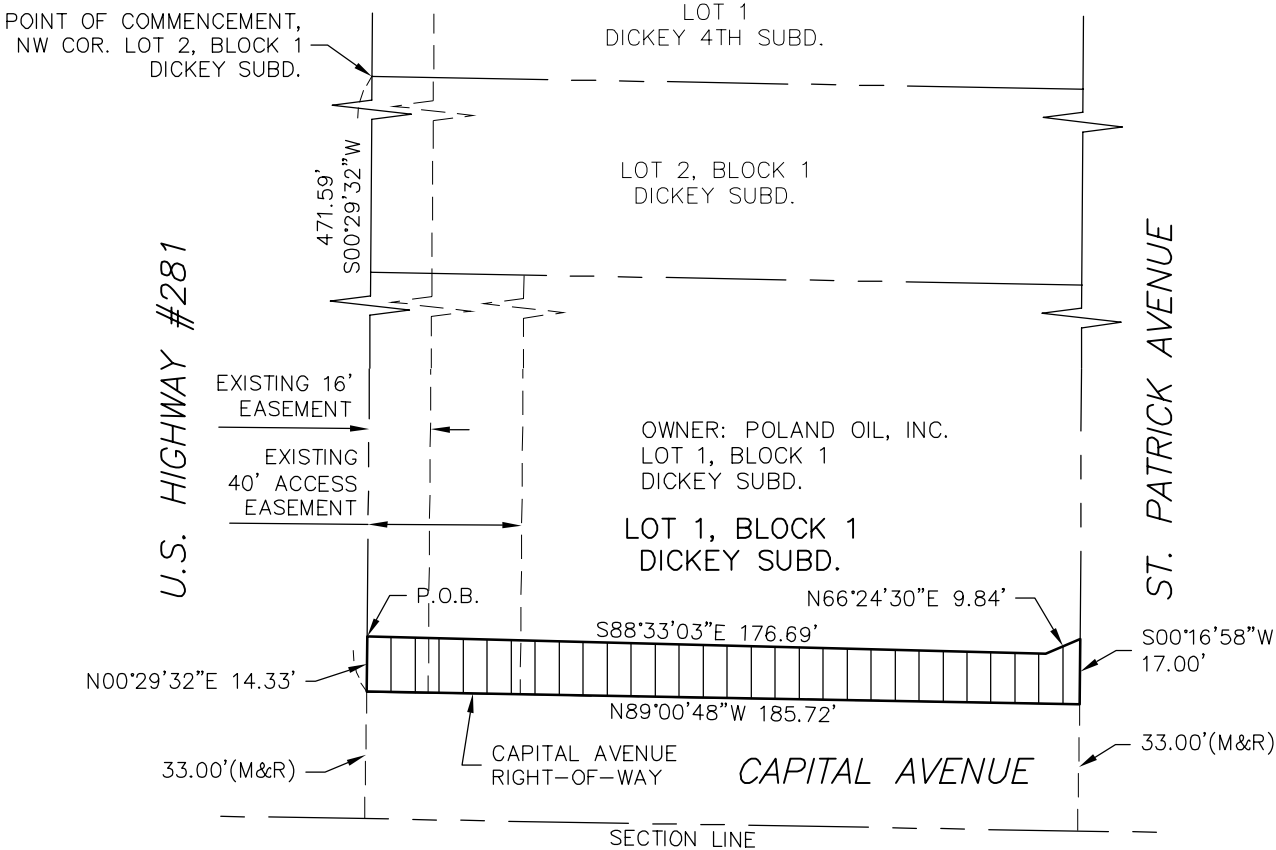 POINT OF COMMENCEMENT,
NW COR. LOT 2, BLOCK 1
DICKEY SUBD.
LOT 1
DICKEY 4TH SUBD.
471.59'
S00°29'32"W
LOT 2, BLOCK 1
DICKEY SUBD.
U.S. HIGHWAY #281
ST. PATRICK AVENUE
EXISTING 16'
EASEMENT
EXISTING
40' ACCESS
EASEMENT
OWNER: POLAND OIL, INC.
LOT 1, BLOCK 1
DICKEY SUBD.
LOT 1, BLOCK 1
DICKEY SUBD.
P.O.B.
N66°24'30"E 9.84'
S88°33'03"E 176.69'
S00°16'58"W
17.00'
N00°29'32"E 14.33'
N89°00'48"W 185.72'
33.00'(M&R)
CAPITAL AVENUE
RIGHT-OF-WAY
CAPITAL AVENUE
33.00'(M&R)
SECTION LINE